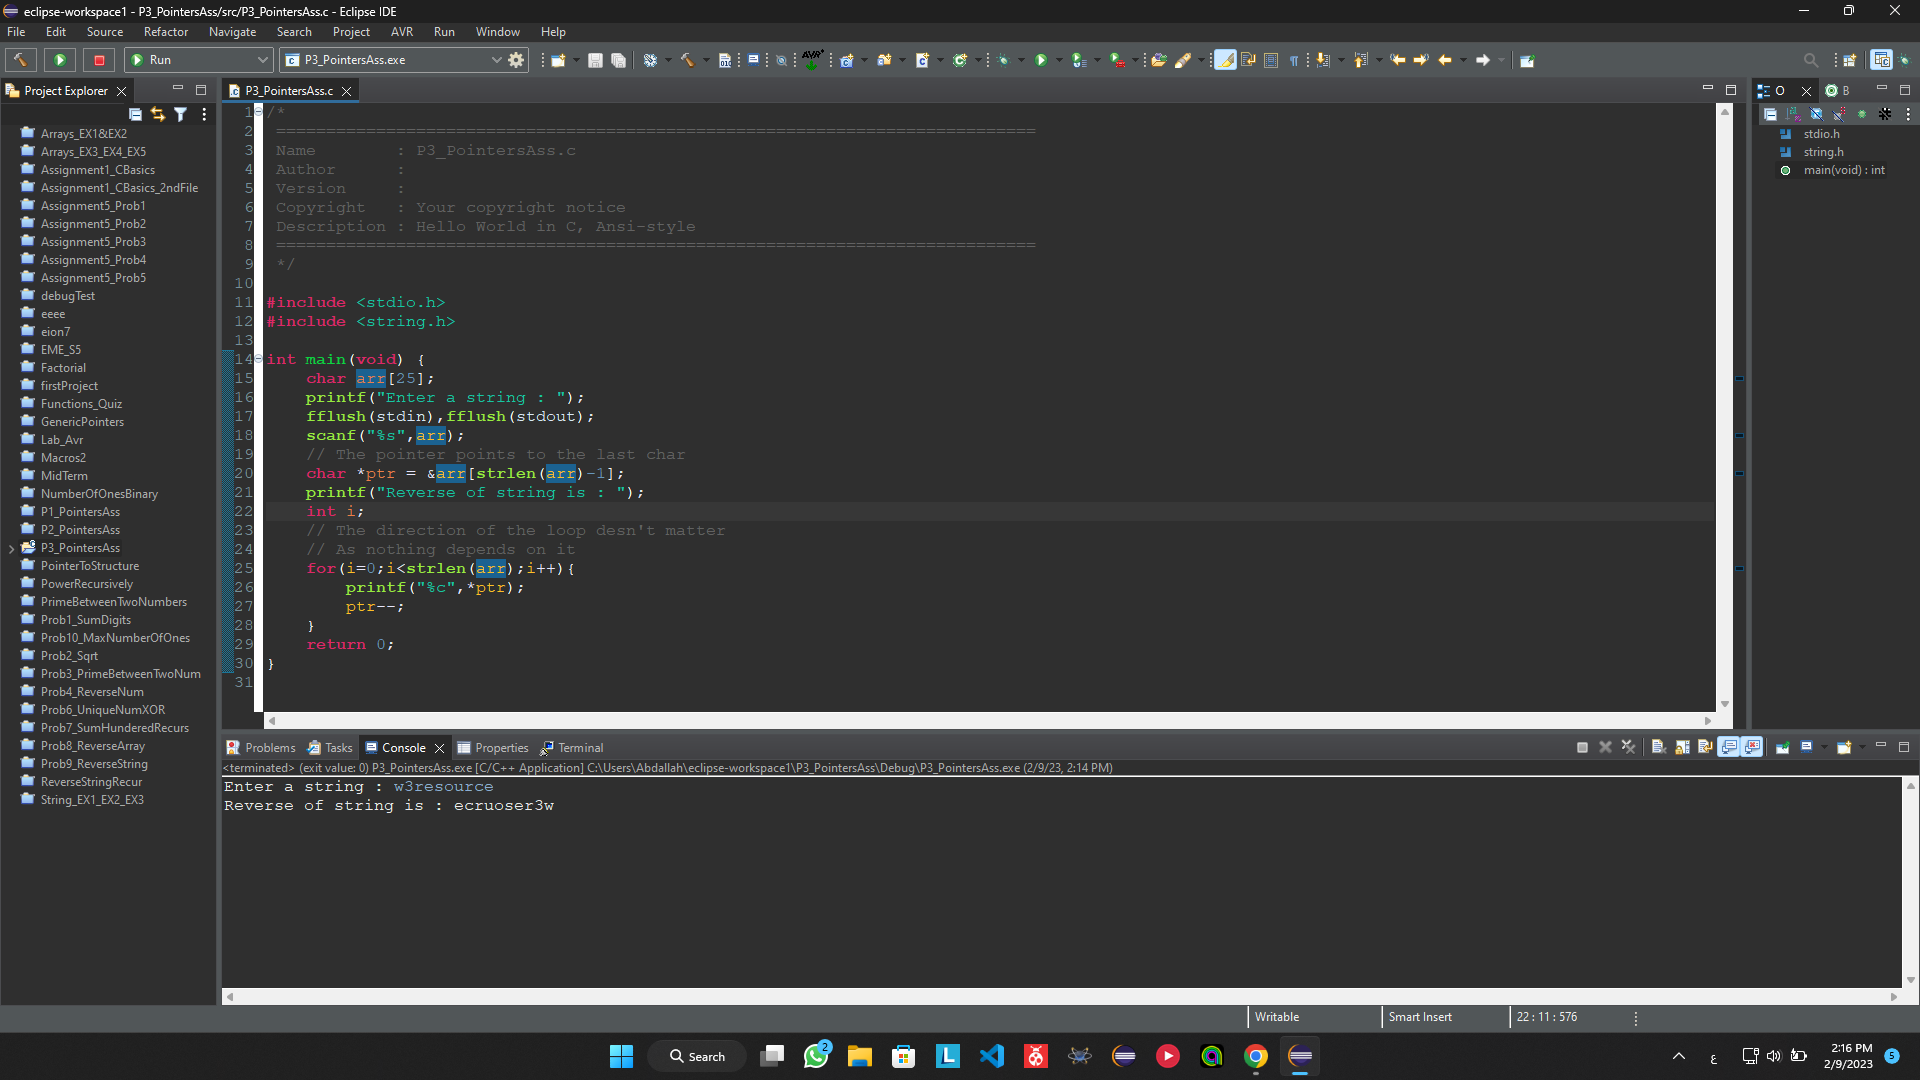 eclipse-workspace1 - P3_PointersAss/src/P3_PointersAss.c - Eclipse IDE
File Edit Source Refactor Navigate Search Project AVR Run Window Help
Run P3_PointersAss.exe
Project Explorer
Arrays_EX1&EX2
Arrays_EX3_EX4_EX5
Assignment1_CBasics
Assignment1_CBasics_2ndFile
Assignment5_Prob1
Assignment5_Prob2
Assignment5_Prob3
Assignment5_Prob4
Assignment5_Prob5
debugTest
eeee
eion7
EME_S5
Factorial
firstProject
Functions_Quiz
GenericPointers
Lab_Avr
Macros2
MidTerm
NumberOfOnesBinary
P1_PointersAss
P2_PointersAss
P3_PointersAss
PointerToStructure
PowerRecursively
PrimeBetweenTwoNumbers
Prob1_SumDigits
Prob10_MaxNumberOfOnes
Prob2_Sqrt
Prob3_PrimeBetweenTwoNum
Prob4_ReverseNum
Prob6_UniqueNumXOR
Prob7_SumHunderedRecurs
Prob8_ReverseArray
Prob9_ReverseString
ReverseStringRecur
String_EX1_EX2_EX3
P3_PointersAss.c
1 /*
2 ============================================================================
3 Name : P3_PointersAss.c
4 Author :
5 Version :
6 Copyright : Your copyright notice
7 Description : Hello World in C, Ansi-style
8 ============================================================================
9 */
10
11 #include <stdio.h>
12 #include <string.h>
13
14 int main(void) {
15 char arr[25];
16 printf("Enter a string : ");
17 fflush(stdin),fflush(stdout);
18 scanf("%s",arr);
19 // The pointer points to the last char
20 char *ptr = &arr[strlen(arr)-1];
21 printf("Reverse of string is : ");
22 int i;
23 // The direction of the loop desn't matter
24 // As nothing depends on it
25 for(i=0;i<strlen(arr);i++){
26 printf("%c",*ptr);
27 ptr--;
28 }
29 return 0;
30 }
31
O B
stdio.h
string.h
main(void) : int
Problems Tasks Console Properties Terminal
<terminated> (exit value: 0) P3_PointersAss.exe [C/C++ Application] C:\Users\Abdallah\eclipse-workspace1\P3_PointersAss\Debug\P3_PointersAss.exe (2/9/23, 2:14 PM)
Enter a string : w3resource
Reverse of string is : ecruoser3w
Writable Smart Insert 22 : 11 : 576
Search 2 L ع 2:16 PM 5
2/9/2023